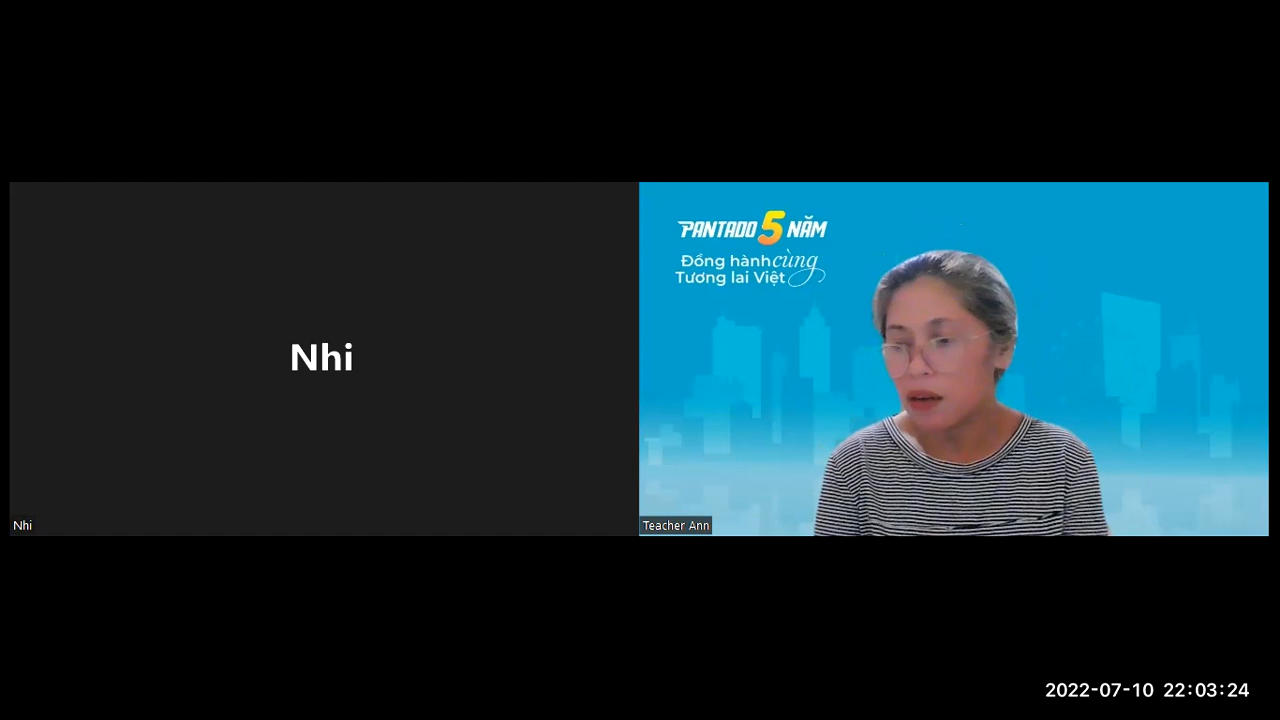 Nhi
Nhi
PANTADO 5 NĂM
Đồng hành cùng
Tương lai Việt
Teacher Ann
2022-07-10 22:03:24